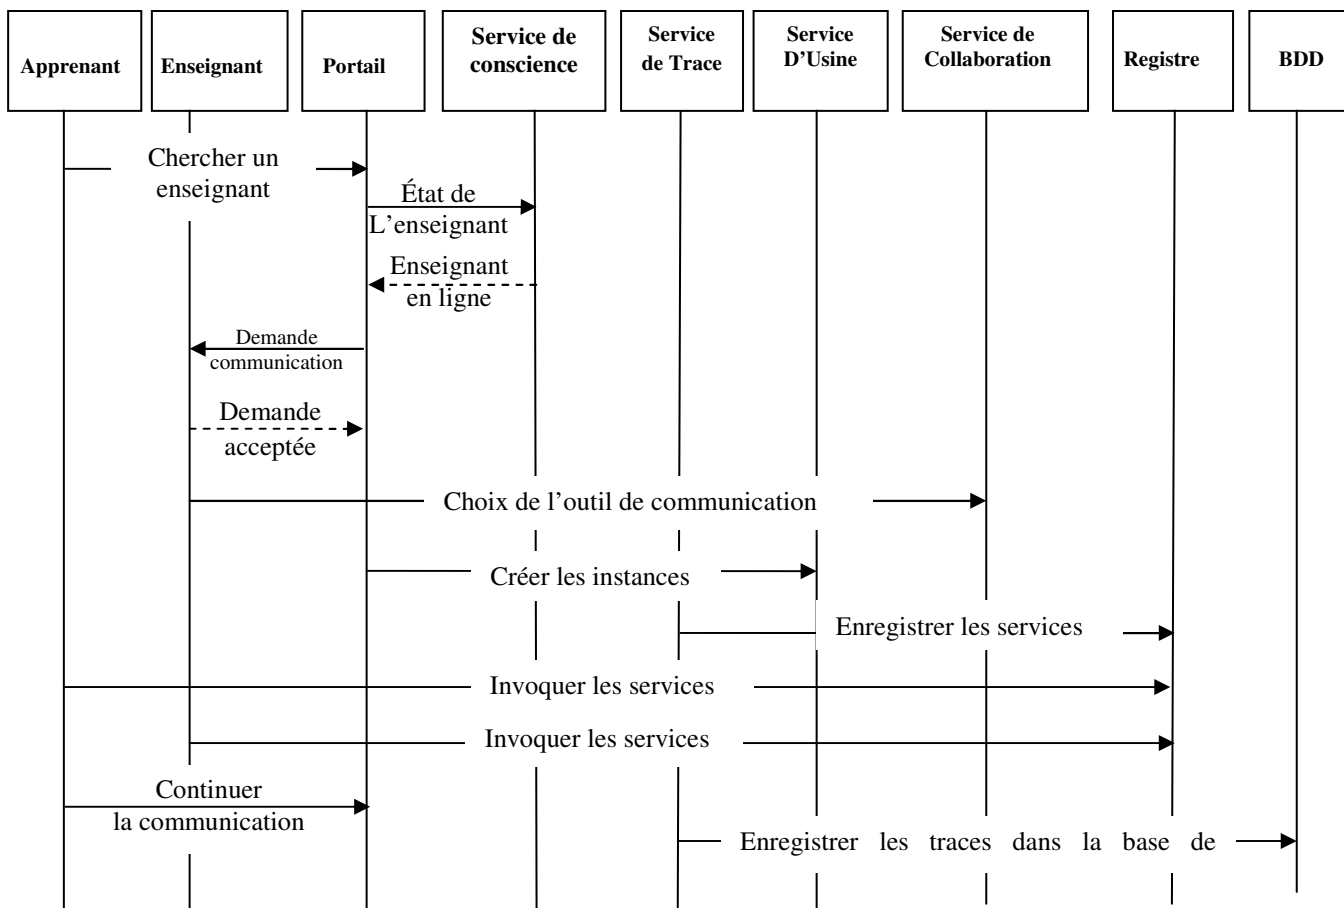 Apprenant
Enseignant
Portail
Service de
conscience
Service
de Trace
Service
D’Usine
Service de
Collaboration
Registre
BDD
Chercher un
enseignant
État de
L’enseignant
Enseignant
en ligne
Demande
communication
Demande
acceptée
Choix de l’outil de communication
Créer les instances
Enregistrer les services
Invoquer les services
Invoquer les services
Continuer
la communication
Enregistrer les traces dans la base de